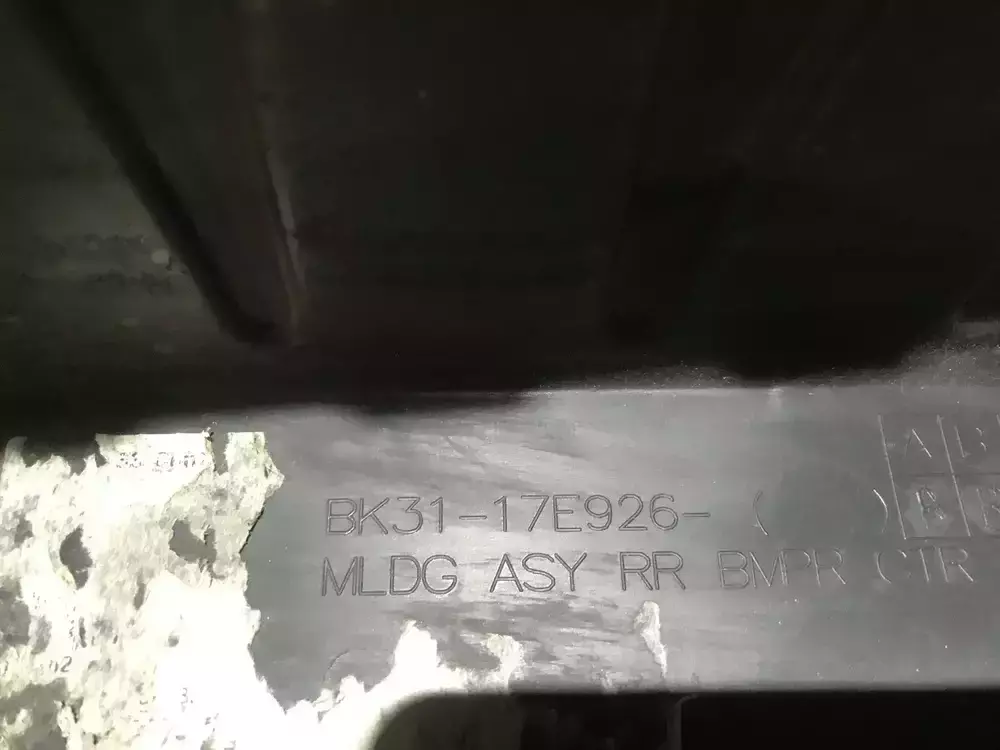 BK31-17E926- ( )
MLDG ASY RR BMPR CTR
A B
R